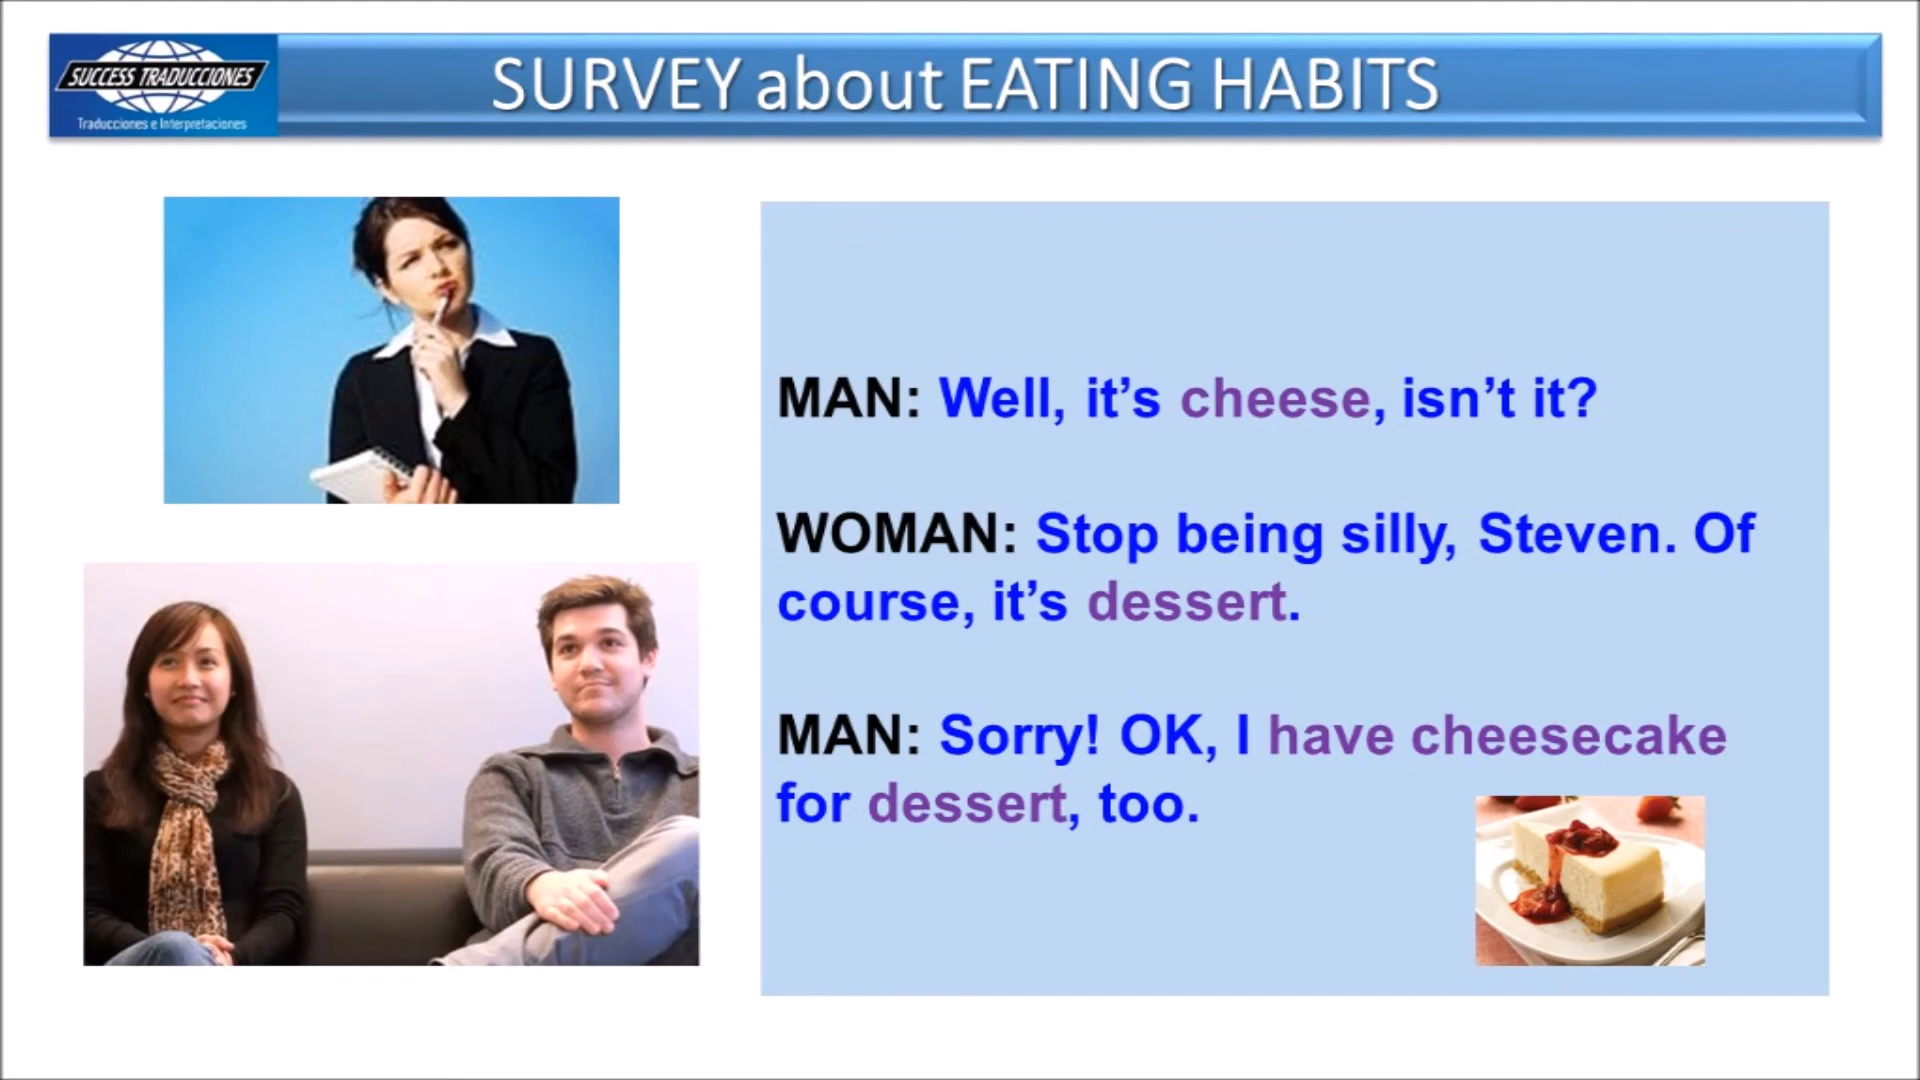 SUCCESS TRADUCCIONES
Traducciones e Interpretaciones
SURVEY about EATING HABITS
MAN: Well, it’s cheese, isn’t it?
WOMAN: Stop being silly, Steven. Of
course, it’s dessert.
MAN: Sorry! OK, I have cheesecake
for dessert, too.